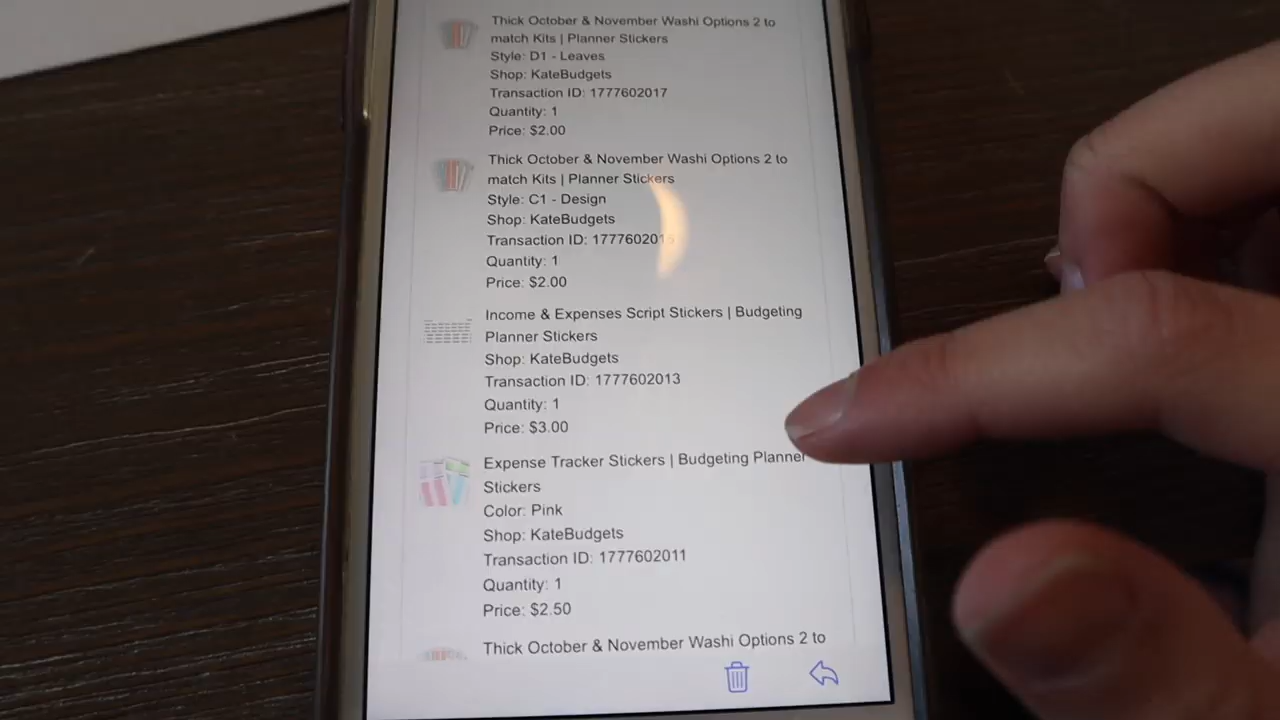 Thick October & November Washi Options 2 to
match Kits | Planner Stickers
Style: D1 - Leaves
Shop: KateBudgets
Transaction ID: 1777602017
Quantity: 1
Price: $2.00
Thick October & November Washi Options 2 to
match Kits | Planner Stickers
Style: C1 - Design
Shop: KateBudgets
Transaction ID:
Quantity: 1
Price: $2.00
Income & Expenses Script Stickers | Budgeting
Planner Stickers
Shop: KateBudgets
Transaction ID: 1777602013
Quantity: 1
Price: $3.00
Expense Tracker Stickers | Budgeting Planner
Stickers
Color: Pink
Shop: KateBudgets
Transaction ID: 1777602011
Quantity: 1
Price: $2.50
Thick October & November Washi Options 2 to